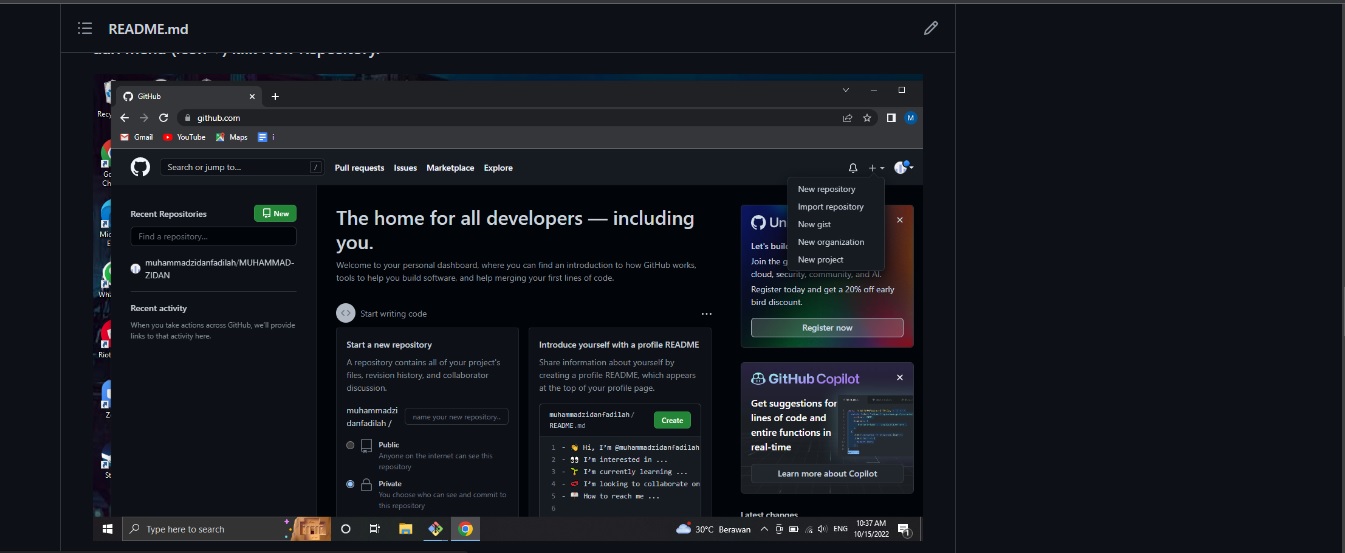 README.md
GitHub
github.com
M
Gmail YouTube Maps i
Search or jump to... /
Pull requests Issues Marketplace Explore
New repository
Import repository
New gist
New organization
New project
Recent Repositories
New
Find a repository...
muhammadzidanfadilah/MUHAMMAD-
ZIDAN
Recent activity
When you take actions across GitHub, we'll provide
links to that activity here.
The home for all developers — including
you.
Welcome to your personal dashboard, where you can find an introduction to how GitHub works,
tools to help you build software, and help merging your first lines of code.
Start writing code
Start a new repository
A repository contains all of your project's
files, revision history, and collaborator
discussion.
muhammadzi
danfadilah /
name your new repository...
Public
Anyone on the internet can see this
repository
Private
You choose who can see and commit to
this repository
Introduce yourself with a profile README
Share information about yourself by
creating a profile README, which appears
at the top of your profile page.
muhammadzidanfadilah/
README.md
Create
1 - 👋 Hi, I'm @muhammadzidanfadilah
2 - 👀 I'm interested in ...
3 - 🌱 I'm currently learning ...
4 - 💞️ I'm looking to collaborate on
5 - 📫 How to reach me ...
6
Un
Let's buil
Join the g
cloud, security, community, and AI.
Register today and get a 20% off early
bird discount.
Register now
GitHub Copilot
Get suggestions for
lines of code and
entire functions in
real-time
Learn more about Copilot
Latest changes
Type here to search
30°C Berawan
ENG
10:37 AM
10/15/2022
1